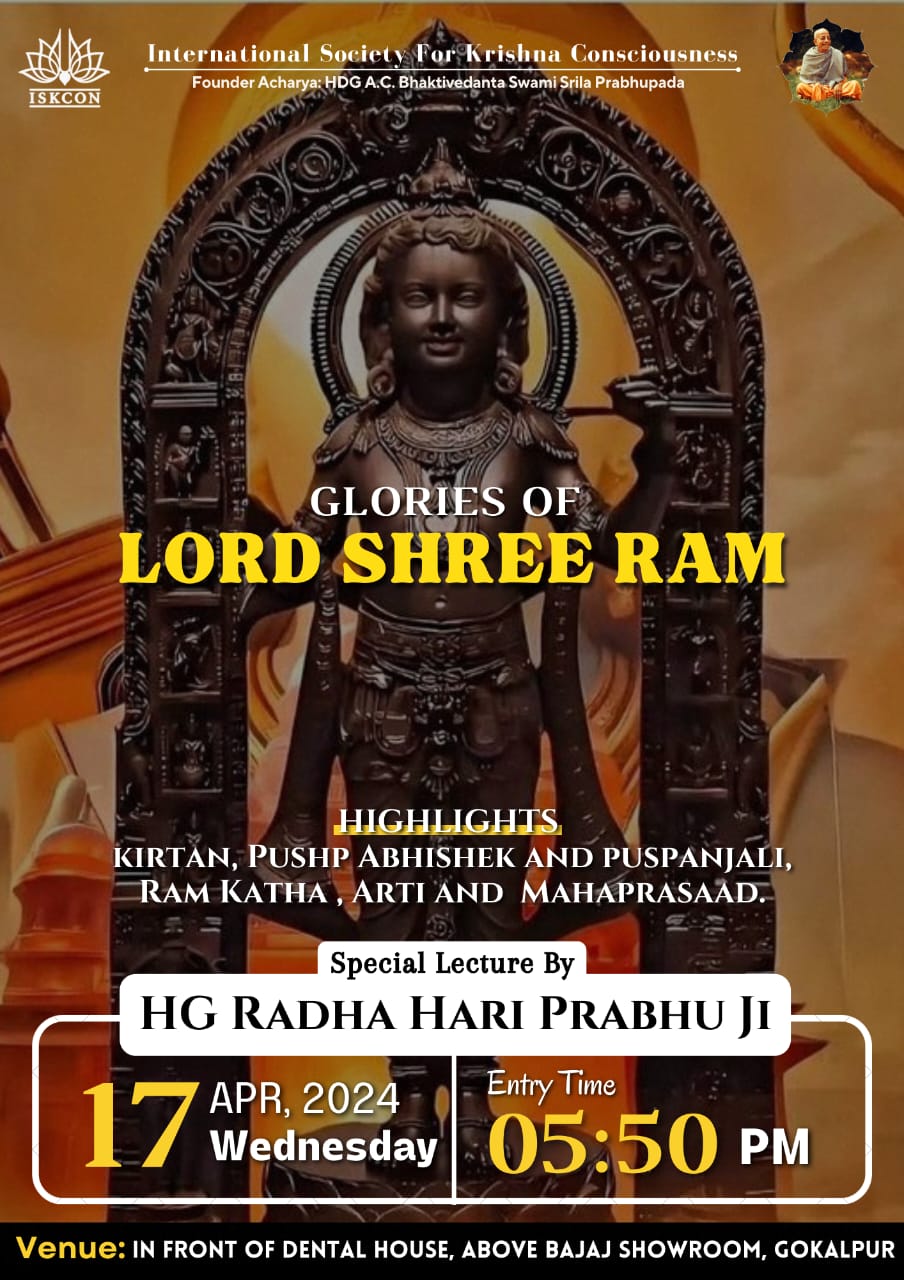 ISKCON
International Society For Krishna Consciousness
Founder Acharya: HDG A.C. Bhaktivedanta Swami Srila Prabhupada
GLORIES OF
LORD SHREE RAM
HIGHLIGHTS
KIRTAN, PUSHP ABHISHEK AND PUSPANJALI,
RAM KATHA , ARTI AND MAHAPRASAAD.
Special Lecture By
HG RADHA HARI PRABHU JI
17 APR, 2024
Wednesday
Entry Time
05:50 PM
Venue: IN FRONT OF DENTAL HOUSE, ABOVE BAJAJ SHOWROOM, GOKALPUR